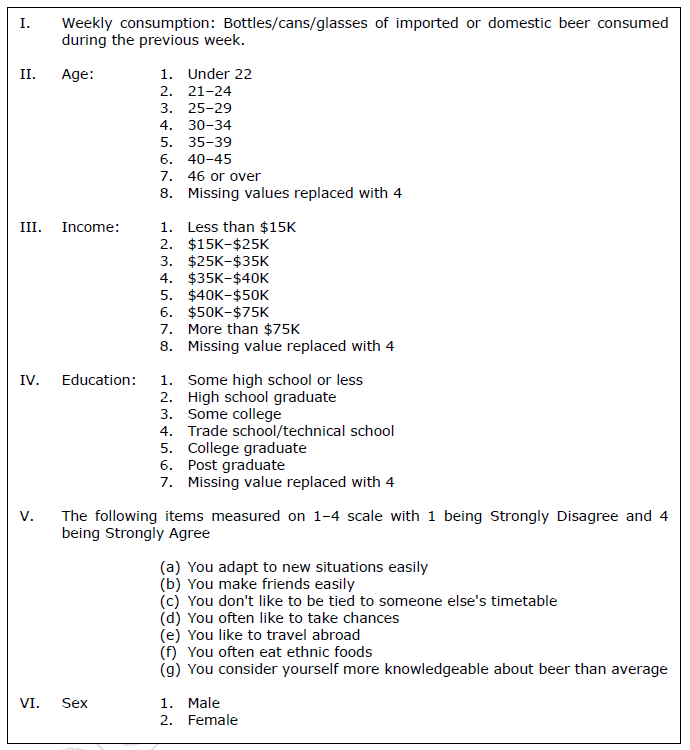 I. Weekly consumption: Bottles/cans/glasses of imported or domestic beer consumed
during the previous week.
II. Age: 1. Under 22
2. 21–24
3. 25–29
4. 30–34
5. 35–39
6. 40–45
7. 46 or over
8. Missing values replaced with 4
III. Income: 1. Less than $15K
2. $15K–$25K
3. $25K–$35K
4. $35K–$40K
5. $40K–$50K
6. $50K–$75K
7. More than $75K
8. Missing value replaced with 4
IV. Education: 1. Some high school or less
2. High school graduate
3. Some college
4. Trade school/technical school
5. College graduate
6. Post graduate
7. Missing value replaced with 4
V. The following items measured on 1–4 scale with 1 being Strongly Disagree and 4
being Strongly Agree
(a) You adapt to new situations easily
(b) You make friends easily
(c) You don't like to be tied to someone else's timetable
(d) You often like to take chances
(e) You like to travel abroad
(f) You often eat ethnic foods
(g) You consider yourself more knowledgeable about beer than average
VI. Sex 1. Male
2. Female